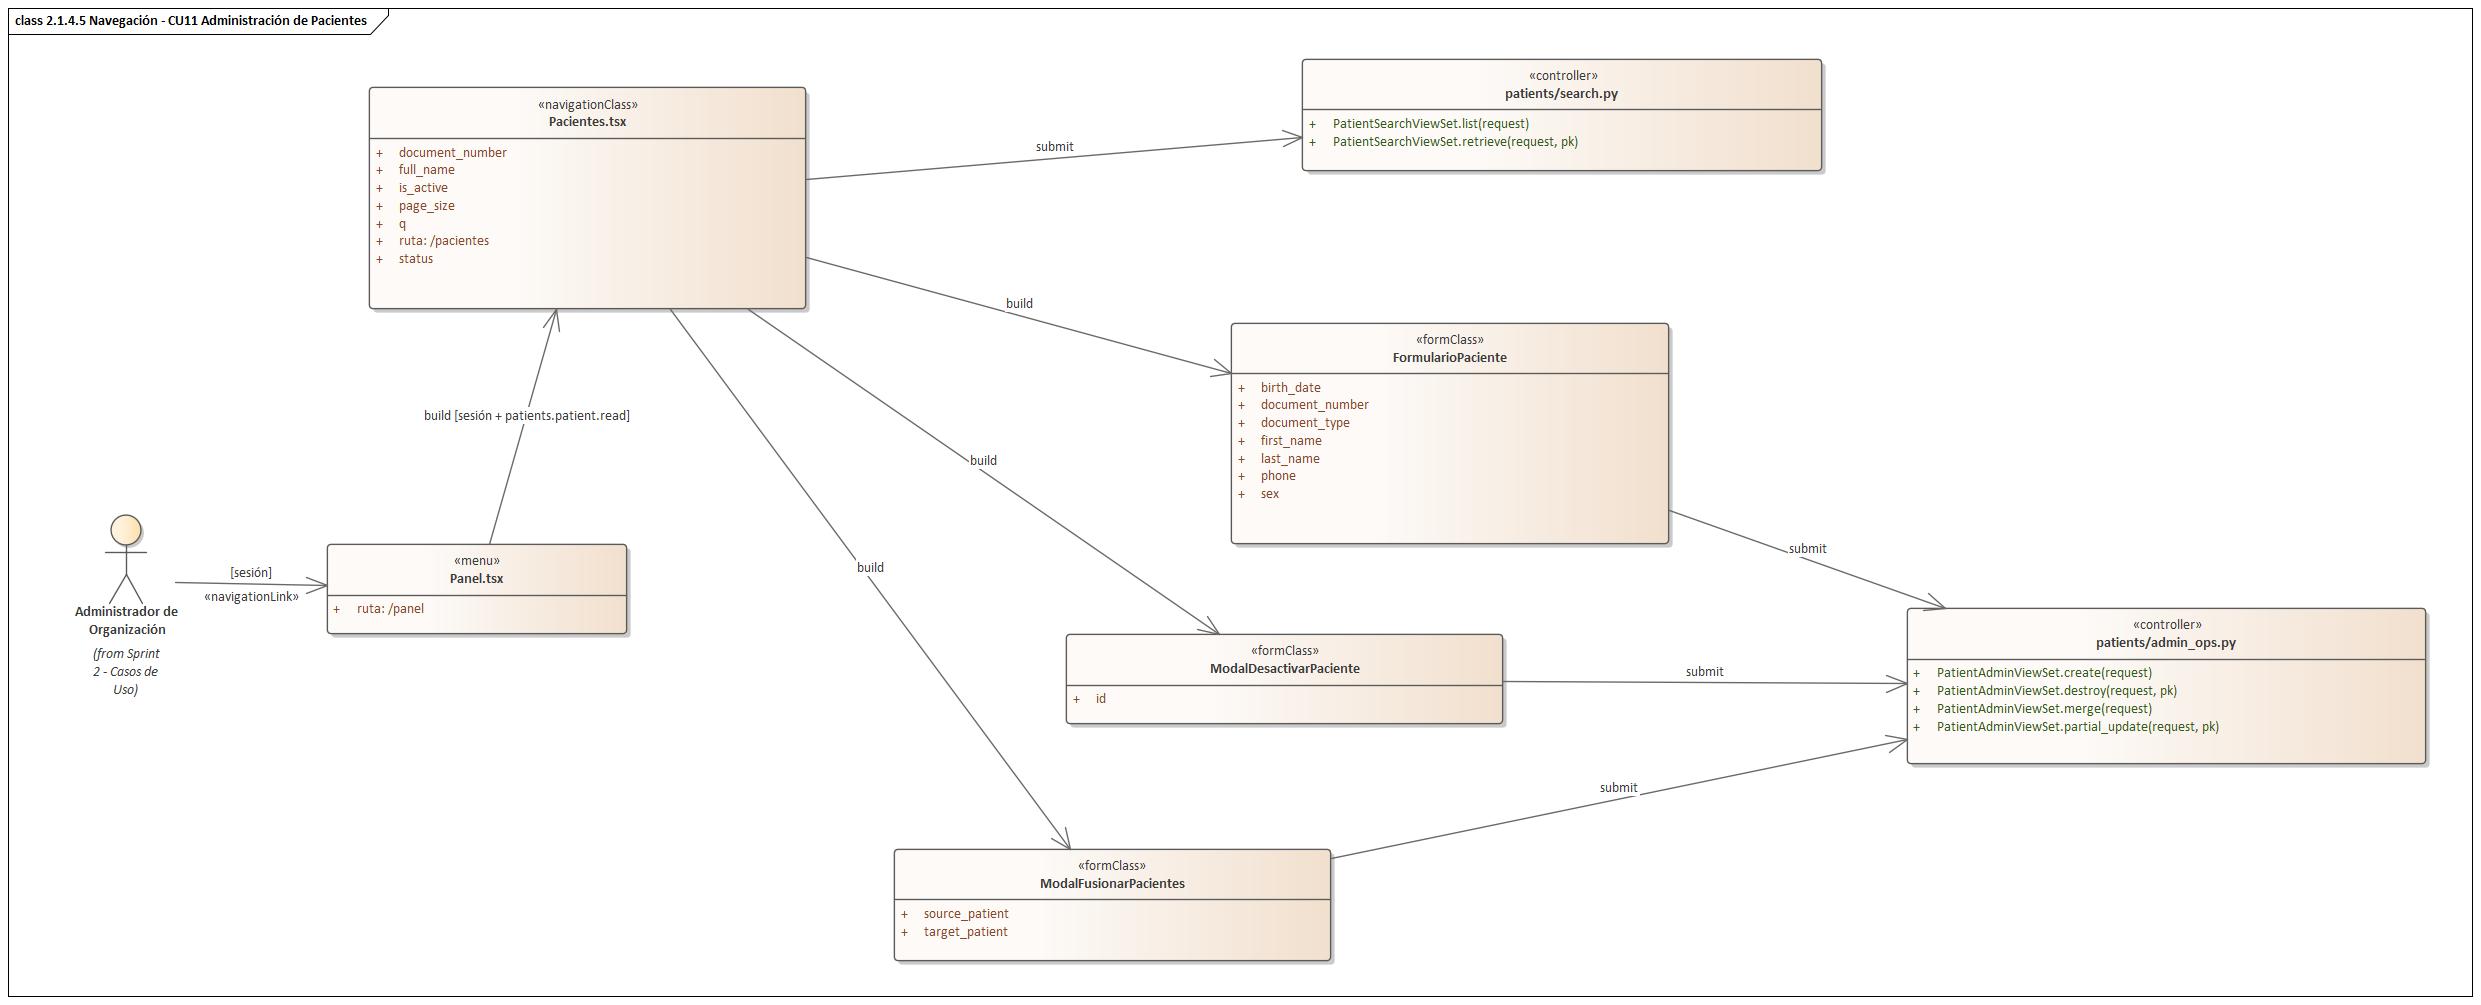 class 2.1.4.5 Navegación - CU11 Administración de Pacientes
«navigationClass»
Pacientes.tsx
+ document_number
+ full_name
+ is_active
+ page_size
+ q
+ ruta: /pacientes
+ status
«controller»
patients/search.py
+ PatientSearchViewSet.list(request)
+ PatientSearchViewSet.retrieve(request, pk)
submit
build
«formClass»
FormularioPaciente
+ birth_date
+ document_number
+ document_type
+ first_name
+ last_name
+ phone
+ sex
build [sesión + patients.patient.read]
build
build
submit
Administrador de
Organización
(from Sprint
2 - Casos de
Uso)
[sesión]
«navigationLink»
«menu»
Panel.tsx
+ ruta: /panel
«formClass»
ModalDesactivarPaciente
+ id
submit
«controller»
patients/admin_ops.py
+ PatientAdminViewSet.create(request)
+ PatientAdminViewSet.destroy(request, pk)
+ PatientAdminViewSet.merge(request)
+ PatientAdminViewSet.partial_update(request, pk)
submit
«formClass»
ModalFusionarPacientes
+ source_patient
+ target_patient